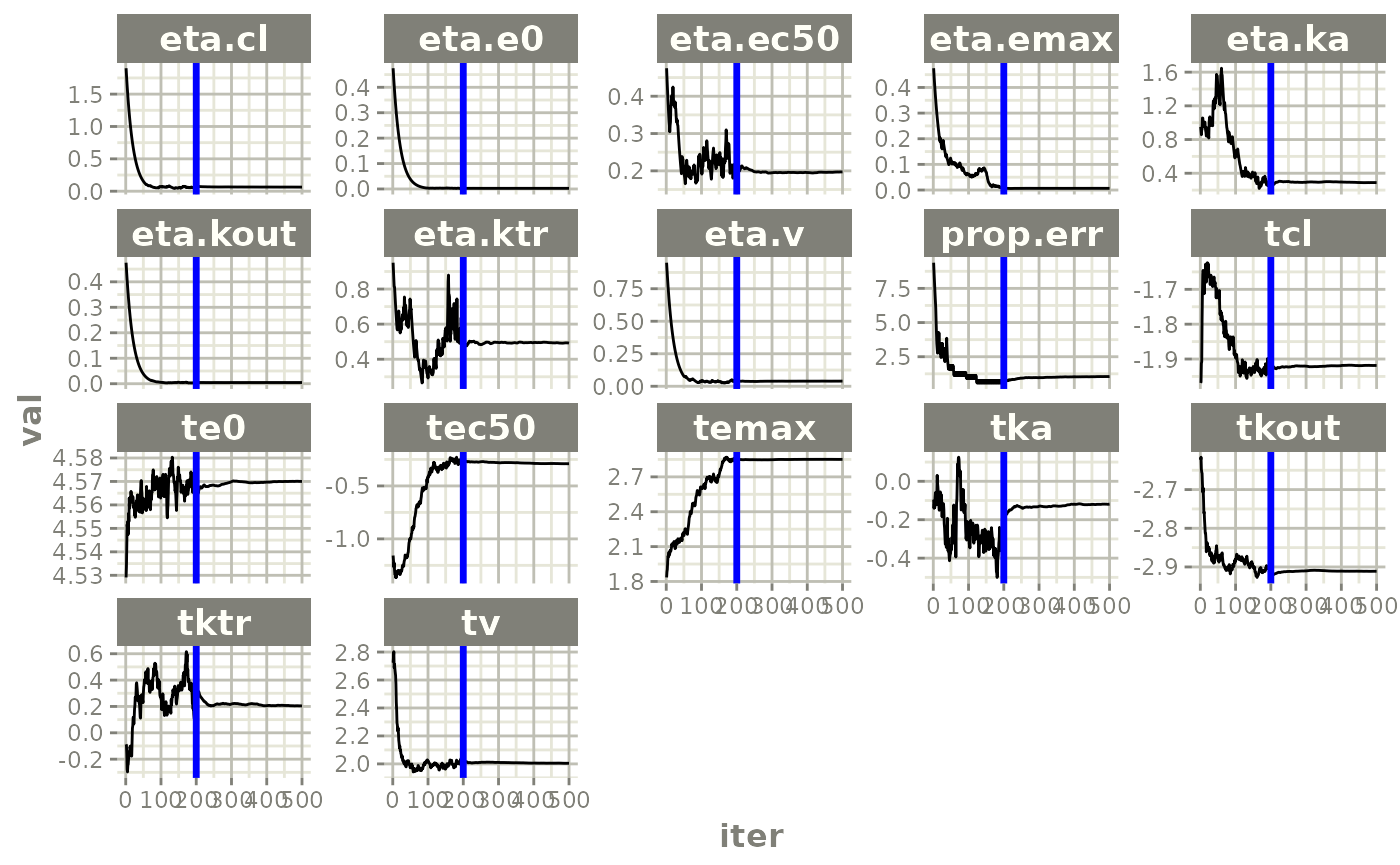 eta.cl eta.e0 eta.ec50 eta.emax eta.ka
1.5 1.0 0.5 0.0
0.4 0.3 0.2 0.1 0.0
0.4 0.3 0.2
0.4 0.3 0.2 0.1 0.0
1.6 1.2 0.8 0.4
eta.kout eta.ktr eta.v prop.err tcl
0.4 0.3 0.2 0.1 0.0
0.8 0.6 0.4
0.75 0.50 0.25 0.00
7.5 5.0 2.5
-1.7 -1.8 -1.9
val
te0 tec50 temax tka tkout
4.58 4.57 4.56 4.55 4.54 4.53
-0.5 -1.0
2.7 2.4 2.1 1.8
0.0 -0.2 -0.4
-2.7 -2.8 -2.9
0 100 200 300 400 500
0 100 200 300 400 500
0 100 200 300 400 500
tktr tv
0.6 0.4 0.2 0.0 -0.2
2.8 2.6 2.4 2.2 2.0
0 100 200 300 400 500
0 100 200 300 400 500
iter